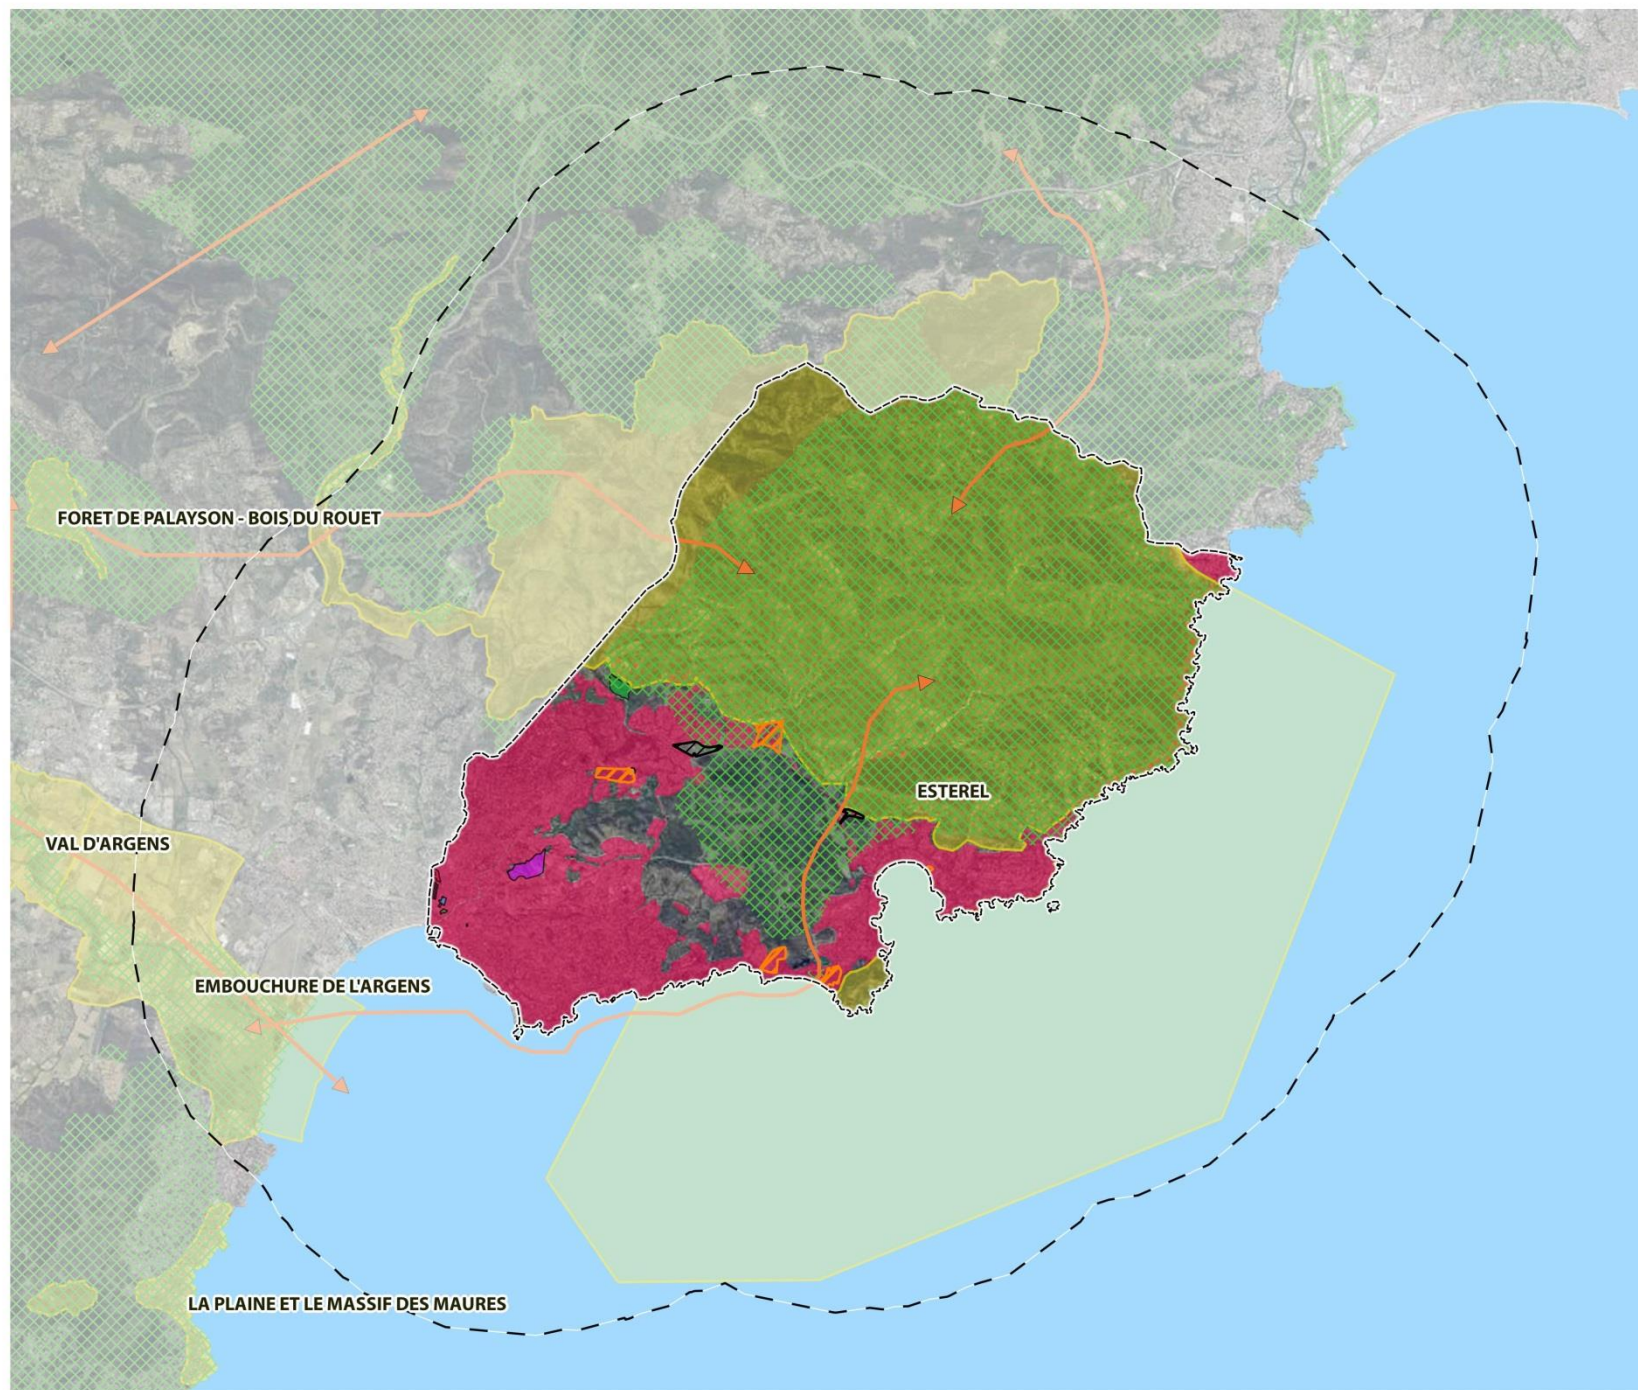 FORET DE PALAYSON - BOIS DU ROUET
ESTEREL
VAL D'ARGENS
EMBOUCHURE DE L'ARGENS
LA PLAINE ET LE MASSIF DES MAURES